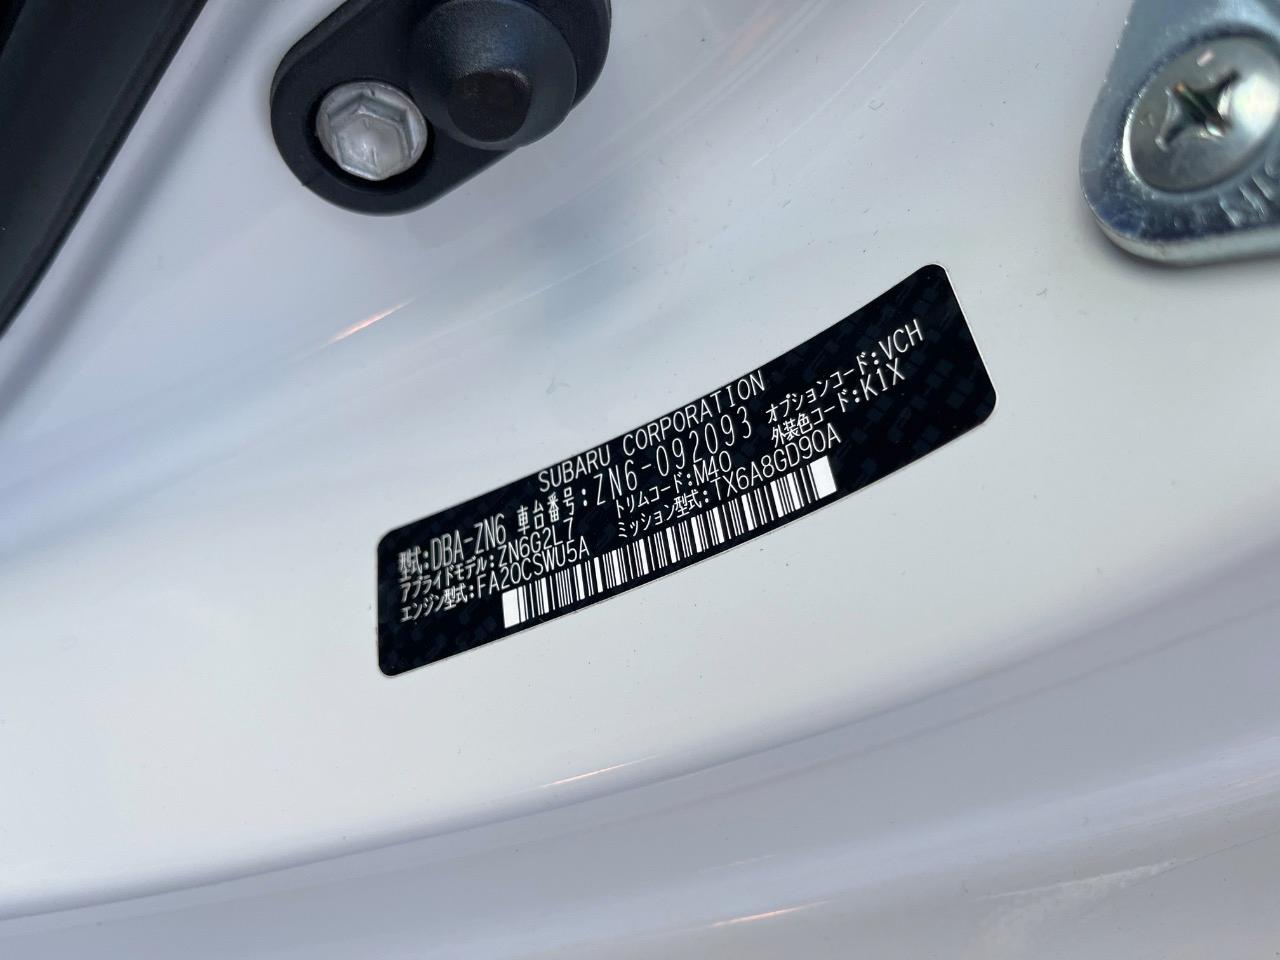 SUBARU CORPORATION
型式:DBA-ZN6 車台番号:ZN6-092093
アプライドモデル:ZN6G2L7 トリムコード:M40 オプションコード:VCH
エンジン型式:FA20CSWU5A ミッション型式:TX6A8GD90A 外装色コード:K1X